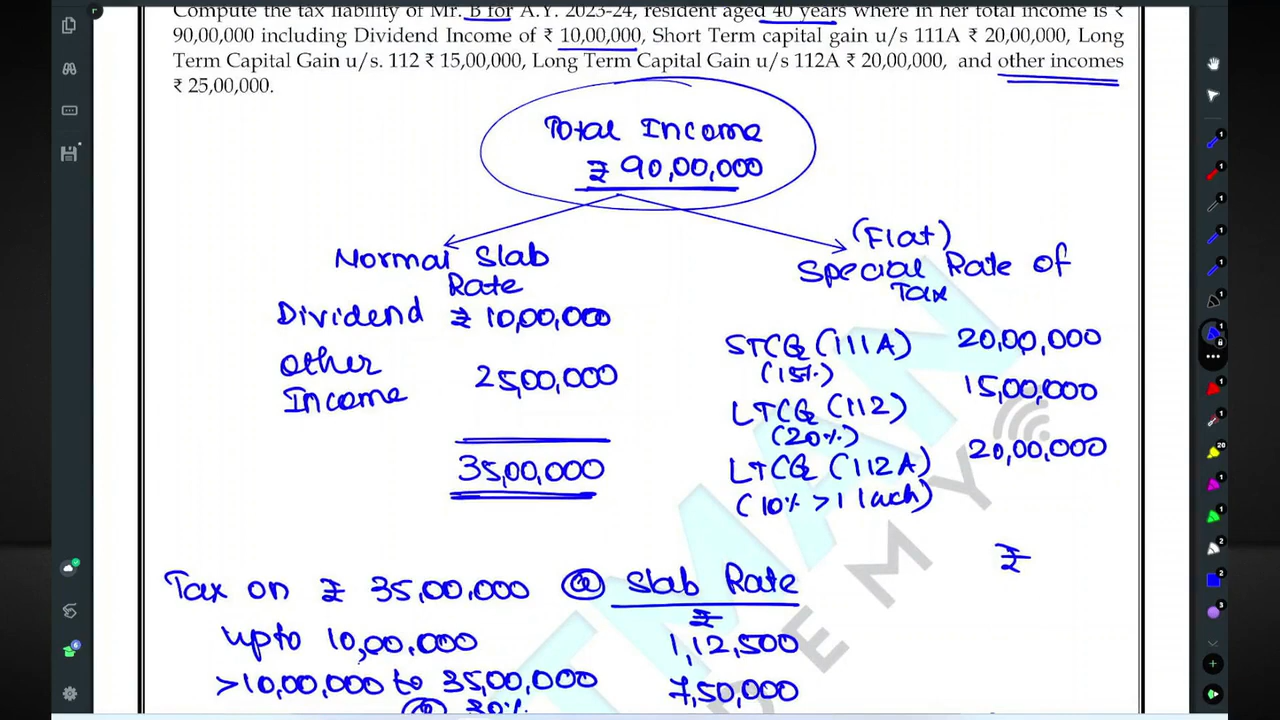 Compute the tax liability of Mr. B for A.Y. 2023-24, resident aged 40 years where in her total income is ₹
90,00,000 including Dividend Income of ₹ 10,00,000, Short Term capital gain u/s 111A ₹ 20,00,000, Long
Term Capital Gain u/s. 112 ₹ 15,00,000, Long Term Capital Gain u/s 112A ₹ 20,00,000, and other incomes
₹ 25,00,000.
Total Income
₹ 90,00,000
Normal Slab
Rate
Dividend ₹ 10,00,000
Other
Income 25,00,000
35,00,000
(Flat)
Special Rate of
Tax
STCG (111A) 20,00,000
(15%)
LTCG (112) 15,00,000
(20%)
LTCG (112A) 20,00,000
(10% >1 lach)
₹
Tax on ₹ 35,00,000 @ Slab Rate
₹
upto 10,00,000 1,12,500
>10,00,000 to 35,00,000 7,50,000
@ 30%
DEMY